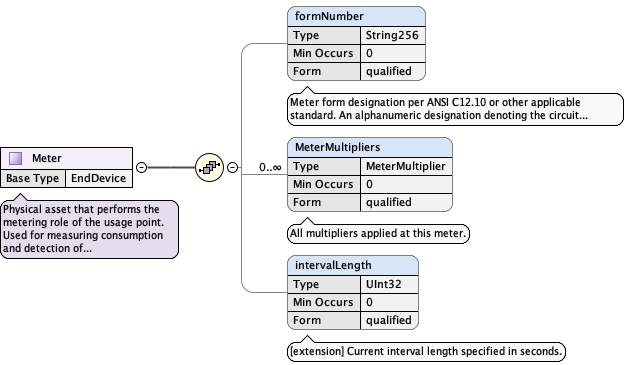 formNumber
Type String256
Min Occurs 0
Form qualified
Meter form designation per ANSI C12.10 or other applicable
standard. An alphanumeric designation denoting the circuit...
Meter
Base Type EndDevice
Physical asset that performs the
metering role of the usage point.
Used for measuring consumption
and detection of...
0..∞
MeterMultipliers
Type MeterMultiplier
Min Occurs 0
Form qualified
All multipliers applied at this meter.
intervalLength
Type UInt32
Min Occurs 0
Form qualified
[extension] Current interval length specified in seconds.